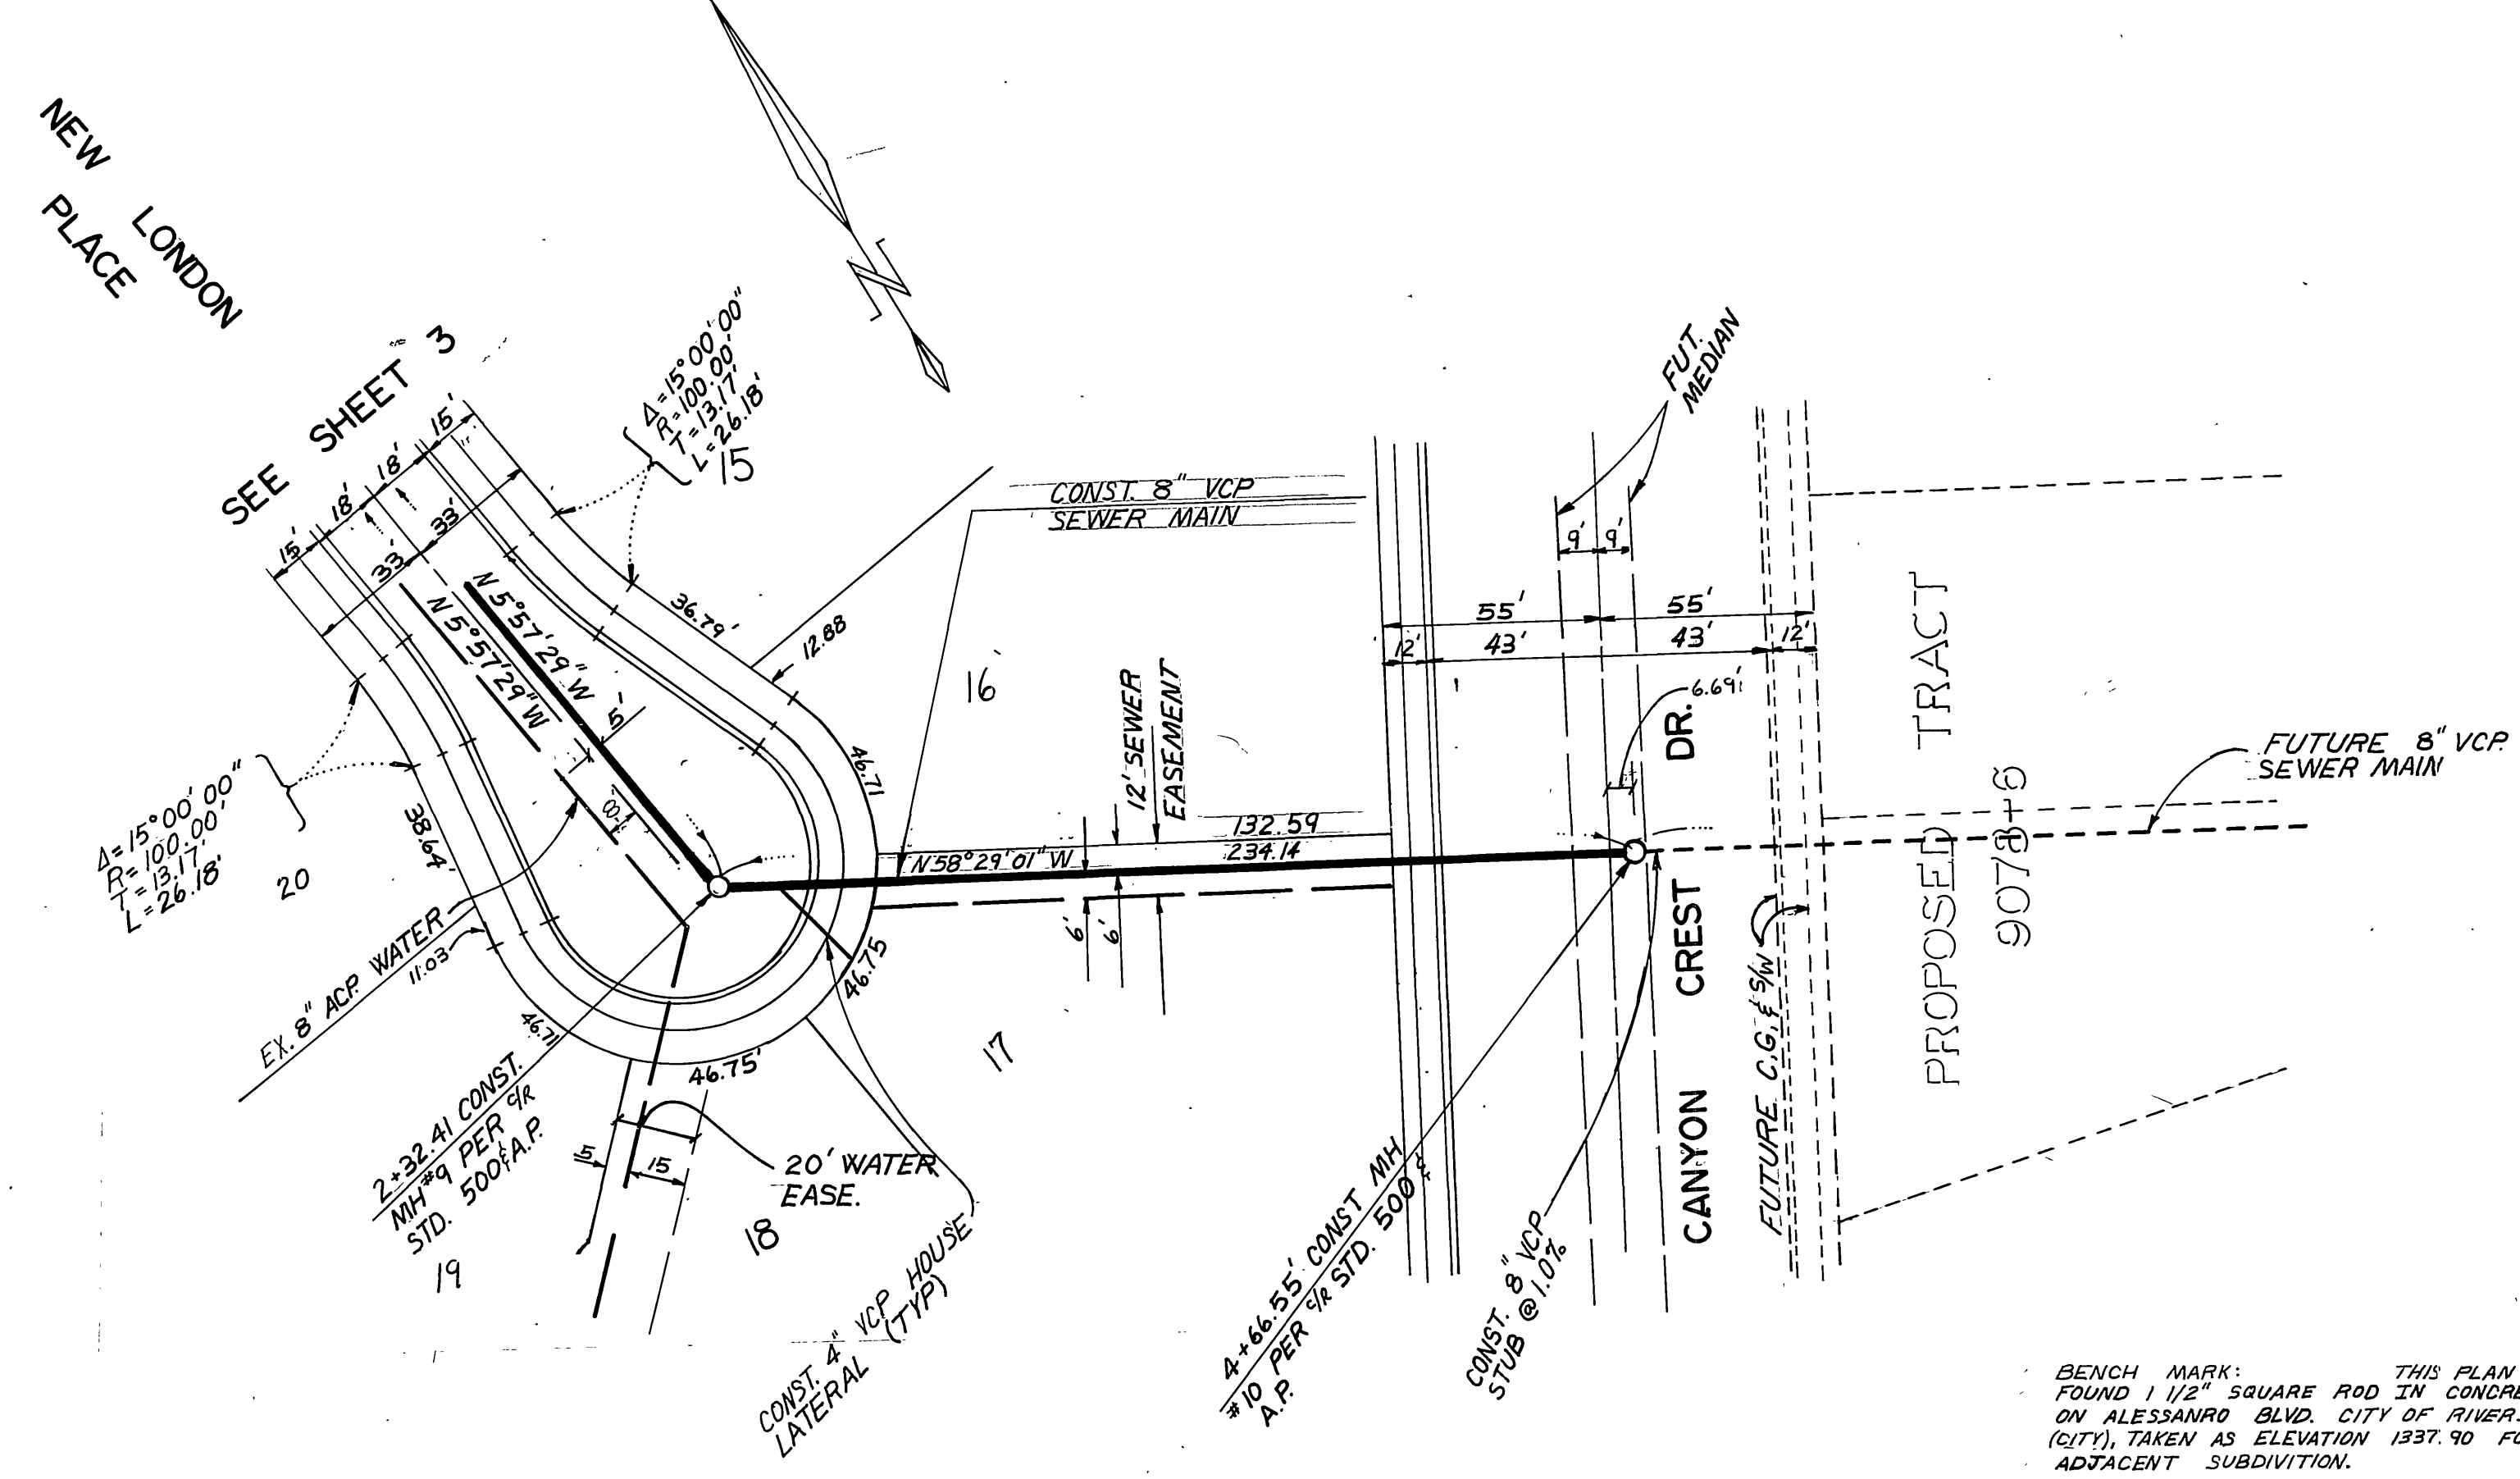 NEW LONDON
PLACE
SEE SHEET 3
N
Δ=15°00'00"
R=100.00'
T=13.17'
L=26.18'
15
15'
18'
18'
15'
33'
33'
N 5°57'29" W
N 5°57'29" W
5'
8'
36.79'
12.88
46.71
46.75
46.75'
46.71
11.03
38.64
Δ=15°00'00"
R=100.00'
T=13.17'
L=26.18'
20
EX. 8" ACP. WATER
2+32.41 CONST.
MH #9 PER C/R
STD. 500 & A.P.
19
5
15
20' WATER
EASE.
18
17
16
CONST. 4" VCP HOUSE
LATERAL (TYP)
CONST. 8" VCP
SEWER MAIN
12' SEWER
EASEMENT
132.59
N 58°29'01" W
234.14
6'
6'
FUT.
MEDIAN
9'
9'
55'
55'
12'
43'
43'
12'
6.69'
CANYON CREST DR.
FUTURE C,G, & S/W
4+66.55' CONST MH
#10 PER C/R STD. 500 &
A.P.
CONST. 8" VCP
STUB @ 1.0%
PROPOSED TRACT
9078-6
FUTURE 8" VCP.
SEWER MAIN
BENCH MARK: THIS PLAN
FOUND 1 1/2" SQUARE ROD IN CONCRE
ON ALESSANRO BLVD. CITY OF RIVER.
(CITY), TAKEN AS ELEVATION 1337.90 FO
ADJACENT SUBDIVITION.